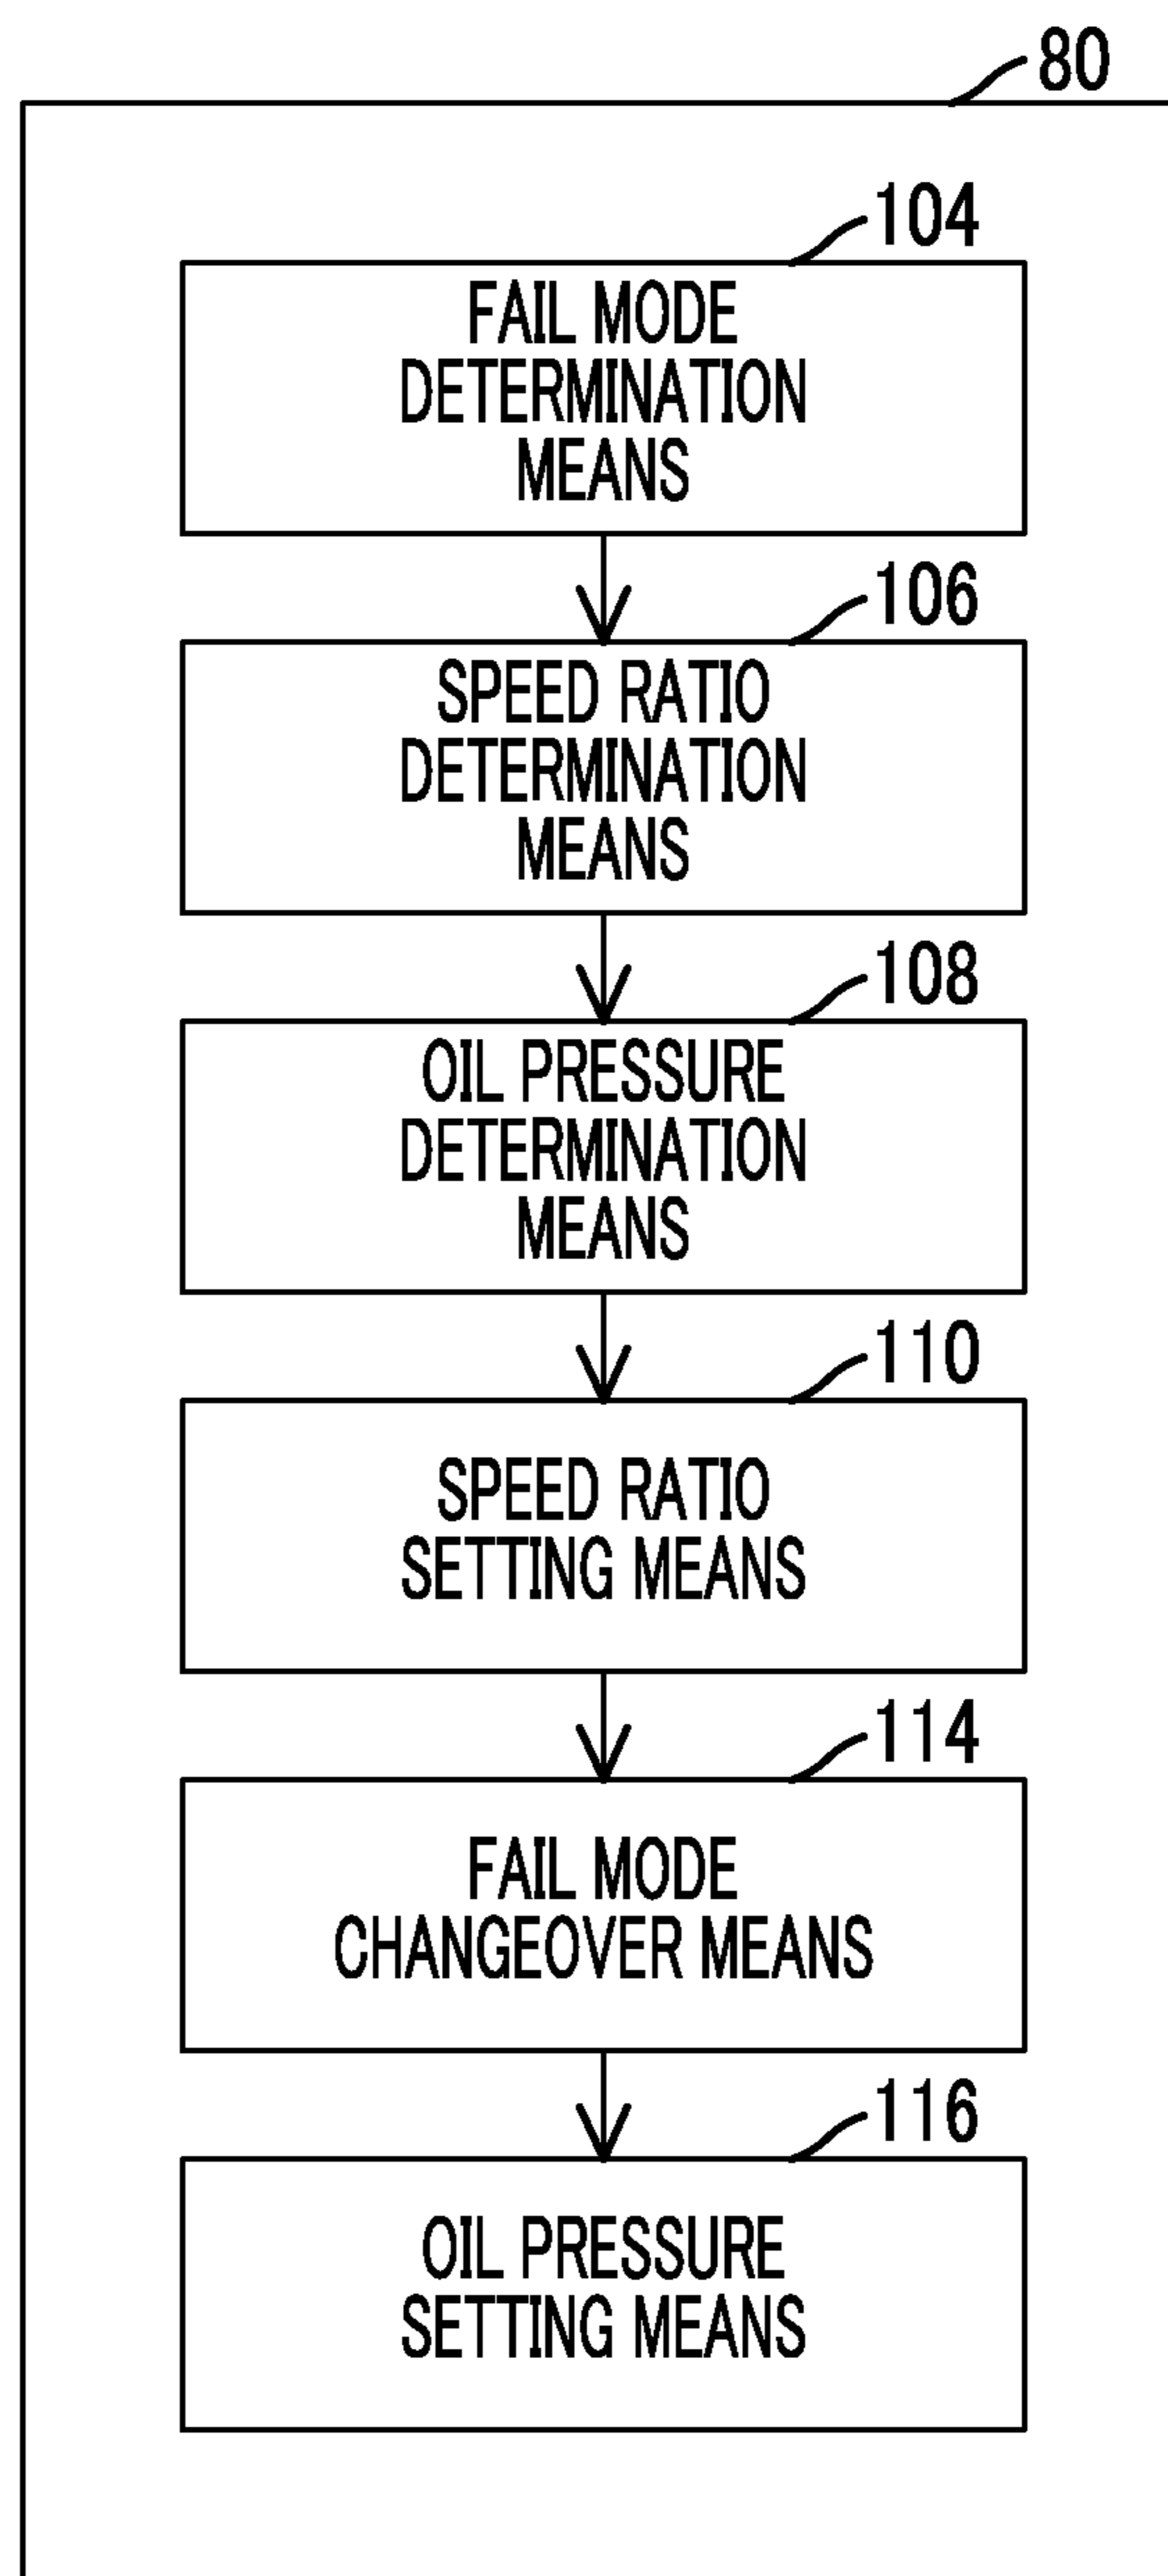 80
104
FAIL MODE
DETERMINATION
MEANS
106
SPEED RATIO
DETERMINATION
MEANS
108
OIL PRESSURE
DETERMINATION
MEANS
110
SPEED RATIO
SETTING MEANS
114
FAIL MODE
CHANGEOVER MEANS
116
OIL PRESSURE
SETTING MEANS